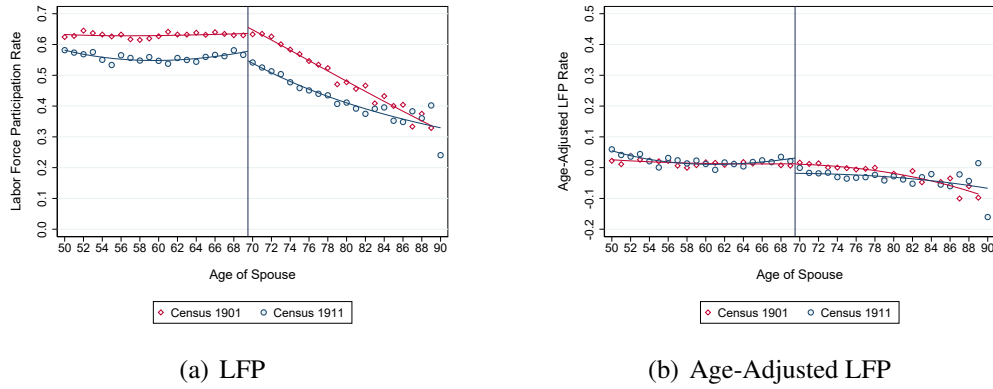 Labor Force Participation Rate
0.7
0.6
0.5
0.4
0.3
0.2
0.1
0.0
50 52 54 56 58 60 62 64 66 68 70 72 74 76 78 80 82 84 86 88 90
Age of Spouse
Census 1901 Census 1911
(a) LFP
Age-Adjusted LFP Rate
0.5
0.4
0.3
0.2
0.1
0.0
-0.1
-0.2
50 52 54 56 58 60 62 64 66 68 70 72 74 76 78 80 82 84 86 88 90
Age of Spouse
Census 1901 Census 1911
(b) Age-Adjusted LFP